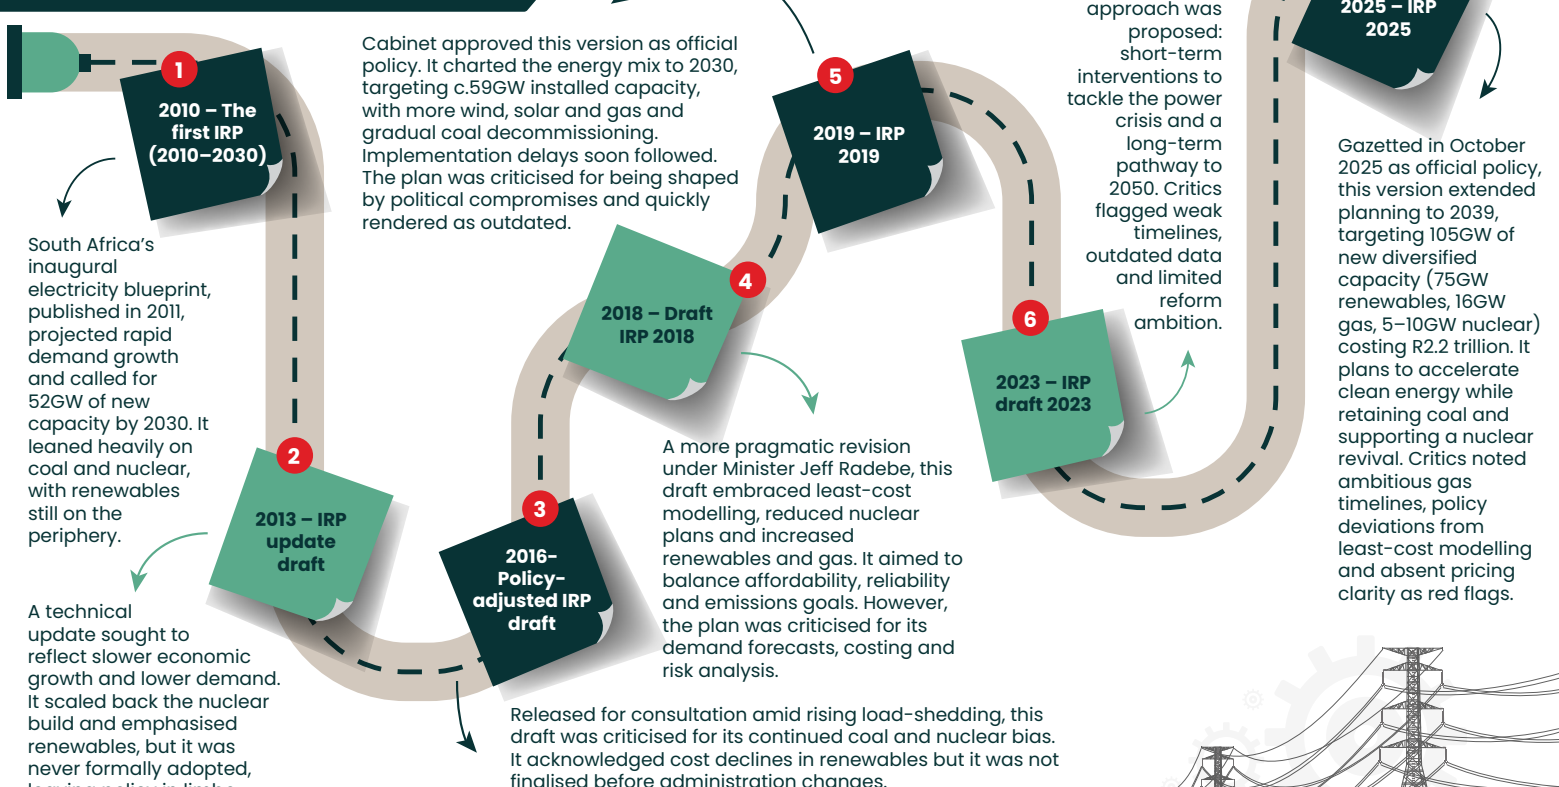 1
2010 – The
first IRP
(2010–2030)
South Africa’s
inaugural
electricity blueprint,
published in 2011,
projected rapid
demand growth
and called for
52GW of new
capacity by 2030. It
leaned heavily on
coal and nuclear,
with renewables
still on the
periphery.
2
2013 – IRP
update
draft
A technical
update sought to
reflect slower economic
growth and lower demand.
It scaled back the nuclear
build and emphasised
renewables, but it was
never formally adopted,
leaving policy in limbo.
3
2016-
Policy-
adjusted IRP
draft
Released for consultation amid rising load-shedding, this
draft was criticised for its continued coal and nuclear bias.
It acknowledged cost declines in renewables but it was not
finalised before administration changes.
4
2018 – Draft
IRP 2018
A more pragmatic revision
under Minister Jeff Radebe, this
draft embraced least-cost
modelling, reduced nuclear
plans and increased
renewables and gas. It aimed to
balance affordability, reliability
and emissions goals. However,
the plan was criticised for its
demand forecasts, costing and
risk analysis.
5
2019 – IRP
2019
Cabinet approved this version as official
policy. It charted the energy mix to 2030,
targeting c.59GW installed capacity,
with more wind, solar and gas and
gradual coal decommissioning.
Implementation delays soon followed.
The plan was criticised for being shaped
by political compromises and quickly
rendered as outdated.
6
2023 – IRP
draft 2023
approach was
proposed:
short-term
interventions to
tackle the power
crisis and a
long-term
pathway to
2050. Critics
flagged weak
timelines,
outdated data
and limited
reform
ambition.
2025 – IRP
2025
Gazetted in October
2025 as official policy,
this version extended
planning to 2039,
targeting 105GW of
new diversified
capacity (75GW
renewables, 16GW
gas, 5–10GW nuclear)
costing R2.2 trillion. It
plans to accelerate
clean energy while
retaining coal and
supporting a nuclear
revival. Critics noted
ambitious gas
timelines, policy
deviations from
least-cost modelling
and absent pricing
clarity as red flags.